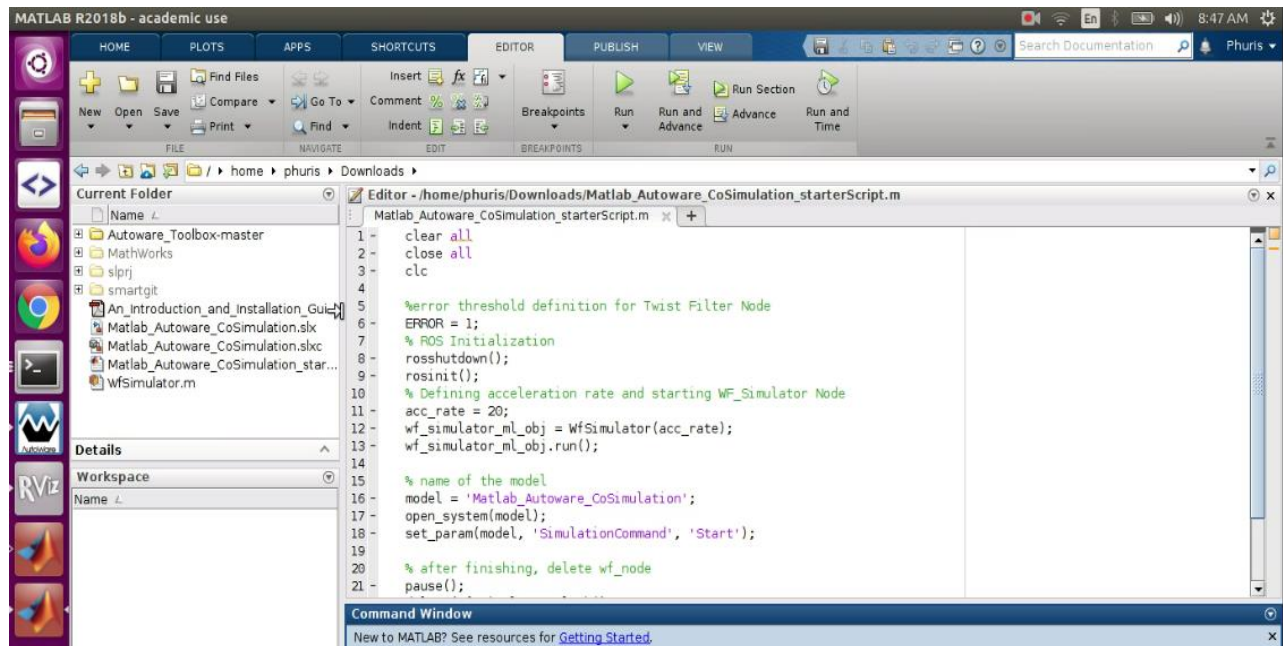 MATLAB R2018b - academic use
En
8:47 AM
HOME PLOTS APPS SHORTCUTS EDITOR PUBLISH VIEW
Search Documentation
Phuris
New Open Save
Find Files
Compare
Print
Go To
Find
Insert fx
Comment %
Indent
Breakpoints
Run
Run and Advance
Run Section
Advance
Run and Time
FILE NAVIGATE EDIT BREAKPOINTS RUN
/ home phuris Downloads
Current Folder
Name
Autoware_Toolbox-master
MathWorks
slprj
smartgit
An_Introduction_and_Installation_Gui
Matlab_Autoware_CoSimulation.slx
Matlab_Autoware_CoSimulation.slxc
Matlab_Autoware_CoSimulation_star...
WfSimulator.m
Details
Workspace
Name
Autoware
RViz
Editor - /home/phuris/Downloads/Matlab_Autoware_CoSimulation_starterScript.m
Matlab_Autoware_CoSimulation_starterScript.m
1 - clear all
2 - close all
3 - clc
4
5 %error threshold definition for Twist Filter Node
6 - ERROR = 1;
7 % ROS Initialization
8 - rosshutdown();
9 - rosinit();
10 % Defining acceleration rate and starting WF_Simulator Node
11 - acc_rate = 20;
12 - wf_simulator_ml_obj = WfSimulator(acc_rate);
13 - wf_simulator_ml_obj.run();
14
15 % name of the model
16 - model = 'Matlab_Autoware_CoSimulation';
17 - open_system(model);
18 - set_param(model, 'SimulationCommand', 'Start');
19
20 % after finishing, delete wf_node
21 - pause();
Command Window
New to MATLAB? See resources for Getting Started.